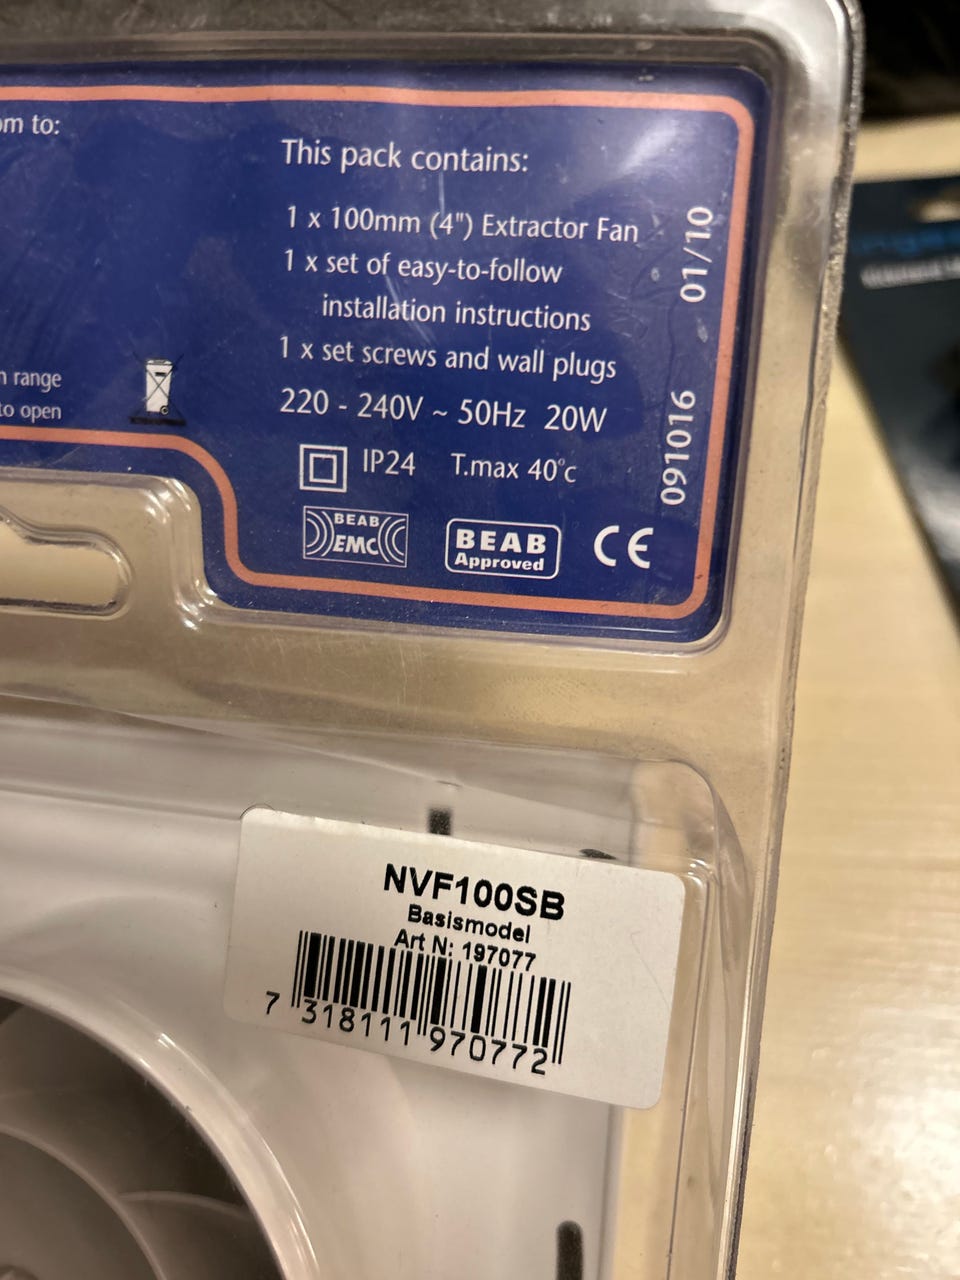 om to:
This pack contains:
1 x 100mm (4") Extractor Fan
1 x set of easy-to-follow
installation instructions
1 x set screws and wall plugs
220 - 240V ~ 50Hz 20W
IP24 T.max 40°c
BEAB
EMC
BEAB
Approved
CE
range
to open
01/10
091016
NVF100SB
Basismodel
Art N: 197077
7 318111 970772